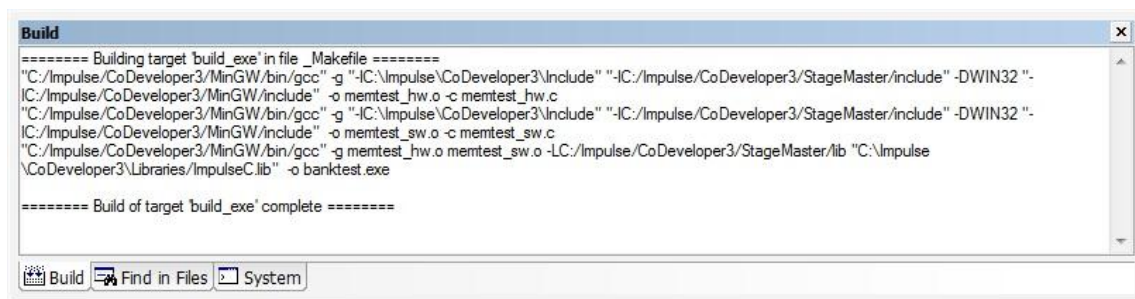 Build
======== Building target 'build_exe' in file _Makefile ========
"C:/Impulse/CoDeveloper3/MinGW/bin/gcc" -g "-IC:\Impulse\CoDeveloper3\Include" "-IC:/Impulse/CoDeveloper3/StageMaster/include" -DWIN32 "-
IC:/Impulse/CoDeveloper3/MinGW/include"  -o memtest_hw.o -c memtest_hw.c
"C:/Impulse/CoDeveloper3/MinGW/bin/gcc" -g "-IC:\Impulse\CoDeveloper3\Include" "-IC:/Impulse/CoDeveloper3/StageMaster/include" -DWIN32 "-
IC:/Impulse/CoDeveloper3/MinGW/include"  -o memtest_sw.o -c memtest_sw.c
"C:/Impulse/CoDeveloper3/MinGW/bin/gcc" -g memtest_hw.o memtest_sw.o -LC:/Impulse/CoDeveloper3/StageMaster/lib "C:\Impulse
\CoDeveloper3\Libraries/ImpulseC.lib"  -o banktest.exe
======== Build of target 'build_exe' complete ========
Build Find in Files System